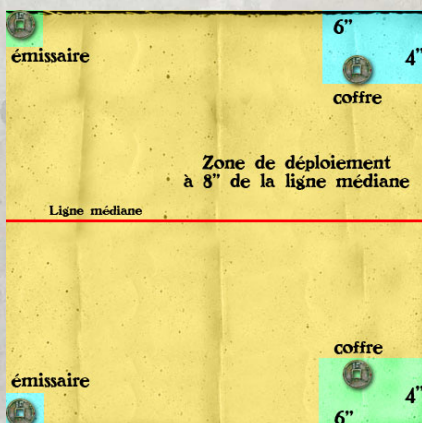 6”
émissaire
4”
coffre
Zone de déploiement
à 8” de la ligne médiane
Ligne médiane
coffre
émissaire
4”
6”